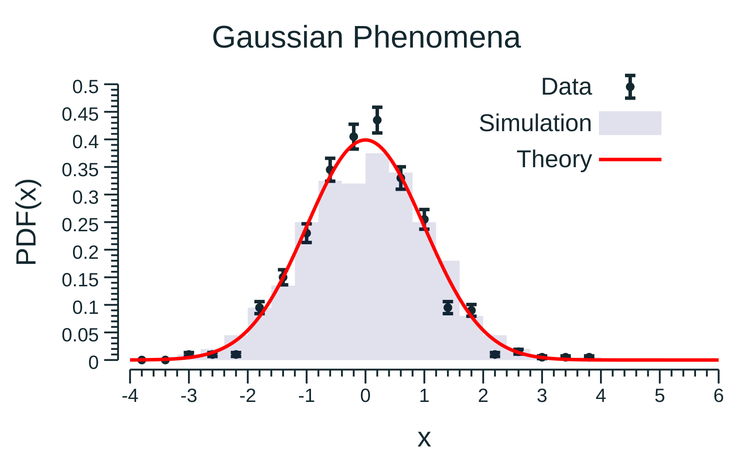 Gaussian Phenomena
Data
Simulation
Theory
PDF(x)
0.5
0.45
0.4
0.35
0.3
0.25
0.2
0.15
0.1
0.05
0
-4 -3 -2 -1 0 1 2 3 4 5 6
x